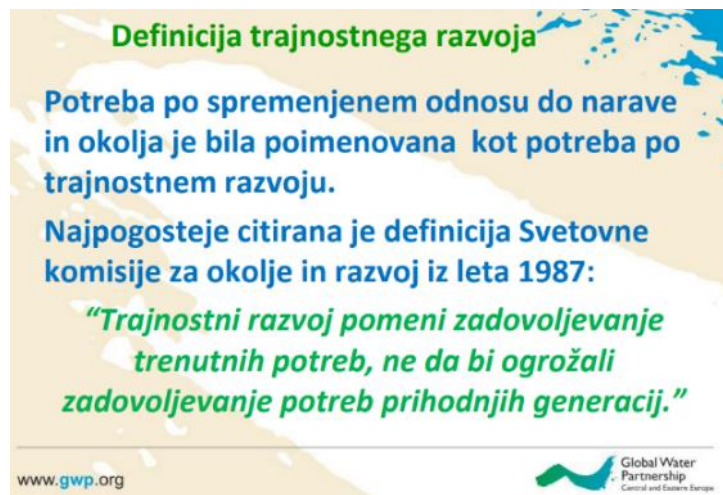 Definicija trajnostnega razvoja
Potreba po spremenjenem odnosu do narave
in okolja je bila poimenovana kot potreba po
trajnostnem razvoju.
Najpogosteje citirana je definicija Svetovne
komisije za okolje in razvoj iz leta 1987:
“Trajnostni razvoj pomeni zadovoljevanje
trenutnih potreb, ne da bi ogrožali
zadovoljevanje potreb prihodnjih generacij.”
www.gwp.org
Global Water
Partnership
Central and Eastern Europe